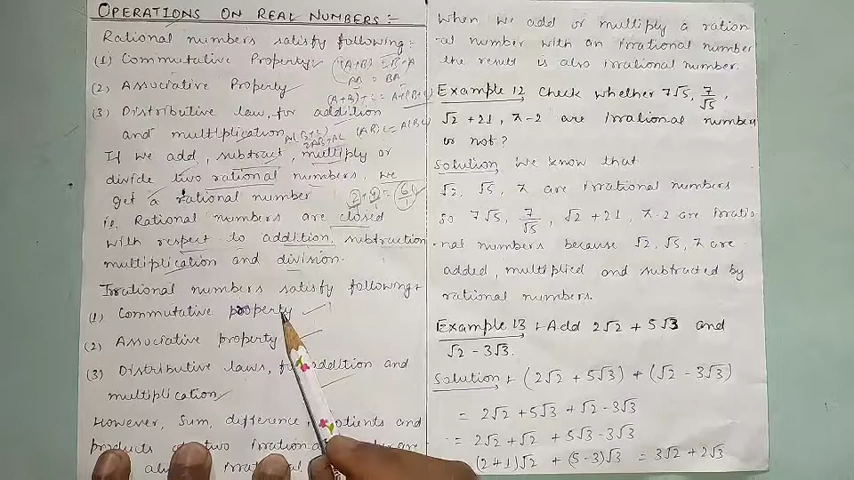 OPERATIONS ON REAL NUMBERS :-
Rational numbers satisfy following :-
(1) Commutative Property
(A+B) = B+A
AB = BA
(2) Associative Property
(3) Distributive law, for addition
and multiplication
If we add, subtract, multiply or
divide two rational numbers, we
get a rational number
ie. Rational numbers are closed
with respect to addition, subtraction
multiplication and division.
Irrational numbers satisfy following
(1) Commutative property
(2) Associative property
(3) Distributive laws, for addition and
multiplication
However, Sum, difference,
products of two
When we add or multiply a ration
-al number with an irrational number
the result is also irrational number.
Example 12 Check whether 7√5, 7/√5,
√2 + 21, π-2 are irrational numbers
or not?
Solution, We know that
√2, √5, π are irrational numbers
so 7√5, 7/√5, √2 + 21, π-2 are irratio
-nal numbers because √2, √5, π are
added, multiplied and subtracted by
rational numbers.
Example 13 :- Add 2√2 + 5√3 and
√2 - 3√3.
Solution :- (2√2 + 5√3) + (√2 - 3√3)
= 2√2 + 5√3 + √2 - 3√3
= 2√2 + √2 + 5√3 - 3√3
(2+1)√2 + (5-3)√3 = 3√2 + 2√3